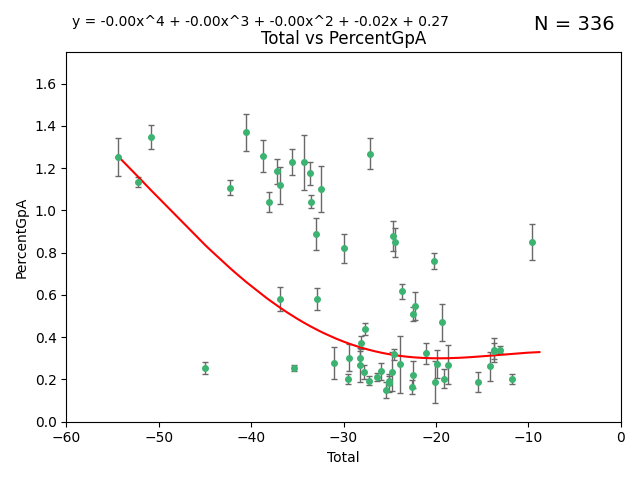 y = -0.00x^4 + -0.00x^3 + -0.00x^2 + -0.02x + 0.27
N = 336
Total vs PercentGpA
PercentGpA
1.6
1.4
1.2
1.0
0.8
0.6
0.4
0.2
0.0
−60 −50 −40 −30 −20 −10 0
Total